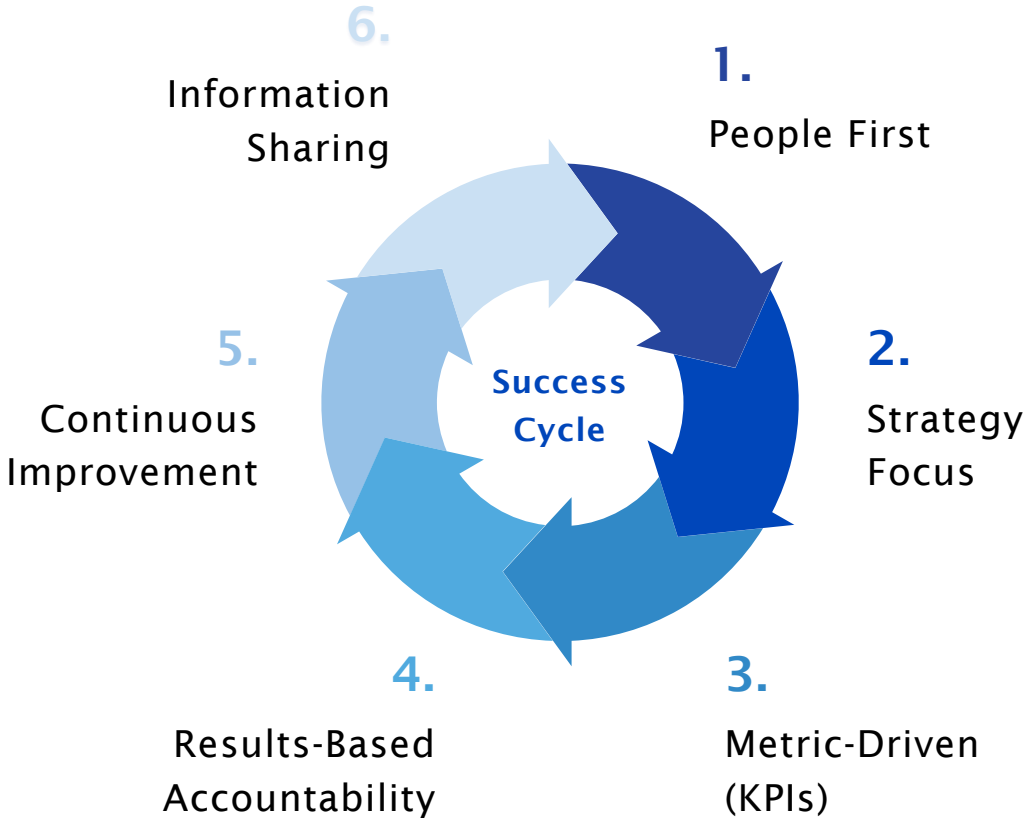 1.
People First
2.
Strategy
Focus
3.
Metric-Driven
(KPIs)
4.
Results-Based
Accountability
5.
Continuous
Improvement
6.
Information
Sharing
Success
Cycle